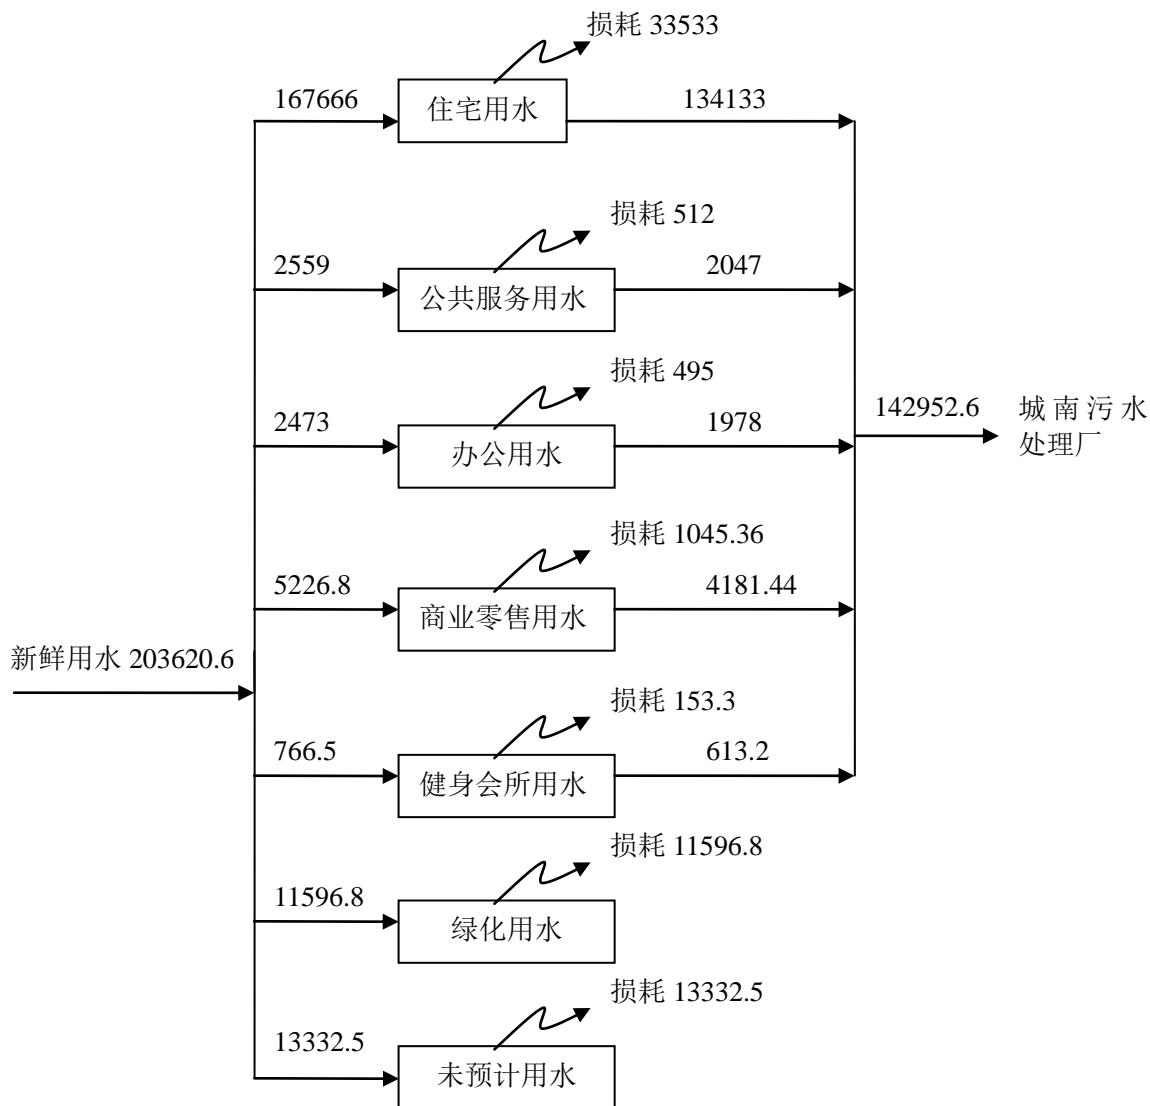 损耗 33533
167666
住宅用水
134133
损耗 512
2559
公共服务用水
2047
损耗 495
2473
办公用水
1978
142952.6
城南污水
处理厂
损耗 1045.36
5226.8
商业零售用水
4181.44
新鲜用水 203620.6
损耗 153.3
766.5
健身会所用水
613.2
损耗 11596.8
11596.8
绿化用水
损耗 13332.5
13332.5
未预计用水